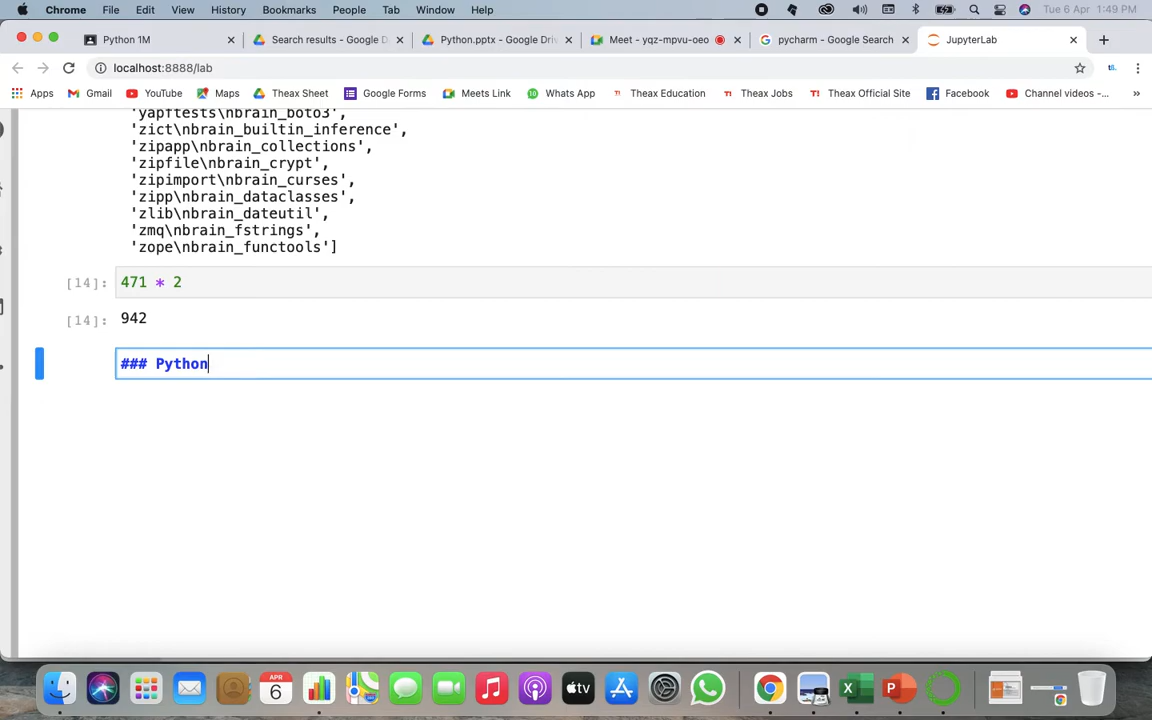 Chrome File Edit View History Bookmarks People Tab Window Help Tue 6 Apr 1:49 PM
Python 1M Search results - Google D Python.pptx - Google Driv Meet - yqz-mpvu-oeo pycharm - Google Search JupyterLab
localhost:8888/lab
Apps Gmail YouTube Maps Theax Sheet Google Forms Meets Link Whats App Theax Education Theax Jobs Theax Official Site Facebook Channel videos -...
'yapftests\nbrain_boto3',
'zict\nbrain_builtin_inference',
'zipapp\nbrain_collections',
'zipfile\nbrain_crypt',
'zipimport\nbrain_curses',
'zipp\nbrain_dataclasses',
'zlib\nbrain_dateutil',
'zmq\nbrain_fstrings',
'zope\nbrain_functools']
[14]: 471 * 2
[14]: 942
### Python
APR
6
tv